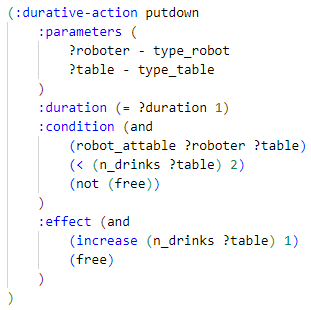 (:durative-action putdown
    :parameters (
        ?roboter - type_robot
        ?table - type_table
    )
    :duration (= ?duration 1)
    :condition (and
        (robot_attable ?roboter ?table)
        (< (n_drinks ?table) 2)
        (not (free))
    )
    :effect (and
        (increase (n_drinks ?table) 1)
        (free)
    )
)